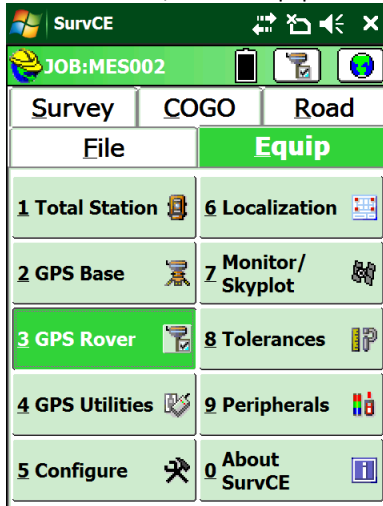 SurvCE
JOB:MES002
Survey COGO Road
File Equip
1 Total Station 6 Localization
2 GPS Base 7 Monitor/
Skyplot
3 GPS Rover 8 Tolerances
4 GPS Utilities 9 Peripherals
5 Configure 0 About
SurvCE